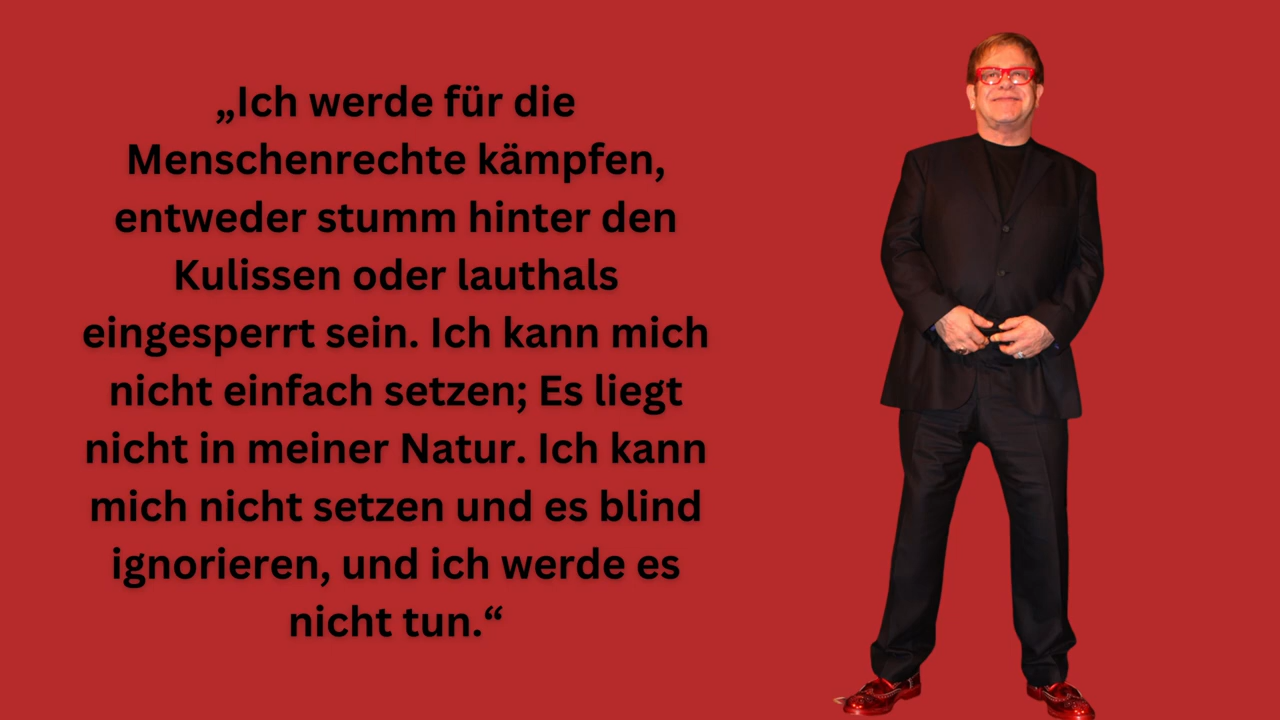 „Ich werde für die
Menschenrechte kämpfen,
entweder stumm hinter den
Kulissen oder lauthals
eingesperrt sein. Ich kann mich
nicht einfach setzen; Es liegt
nicht in meiner Natur. Ich kann
mich nicht setzen und es blind
ignorieren, und ich werde es
nicht tun.“